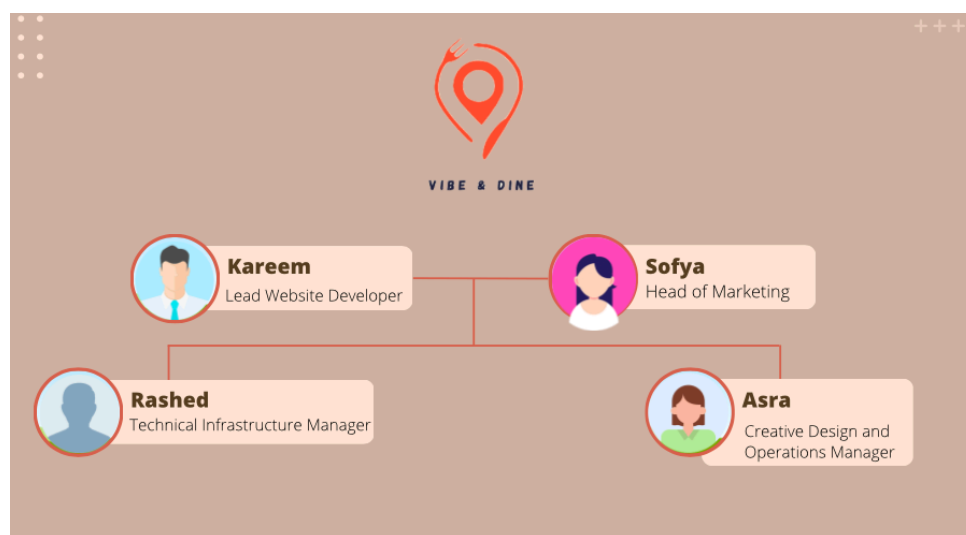 VIBE & DINE
Kareem
Lead Website Developer
Sofya
Head of Marketing
Rashed
Technical Infrastructure Manager
Asra
Creative Design and
Operations Manager